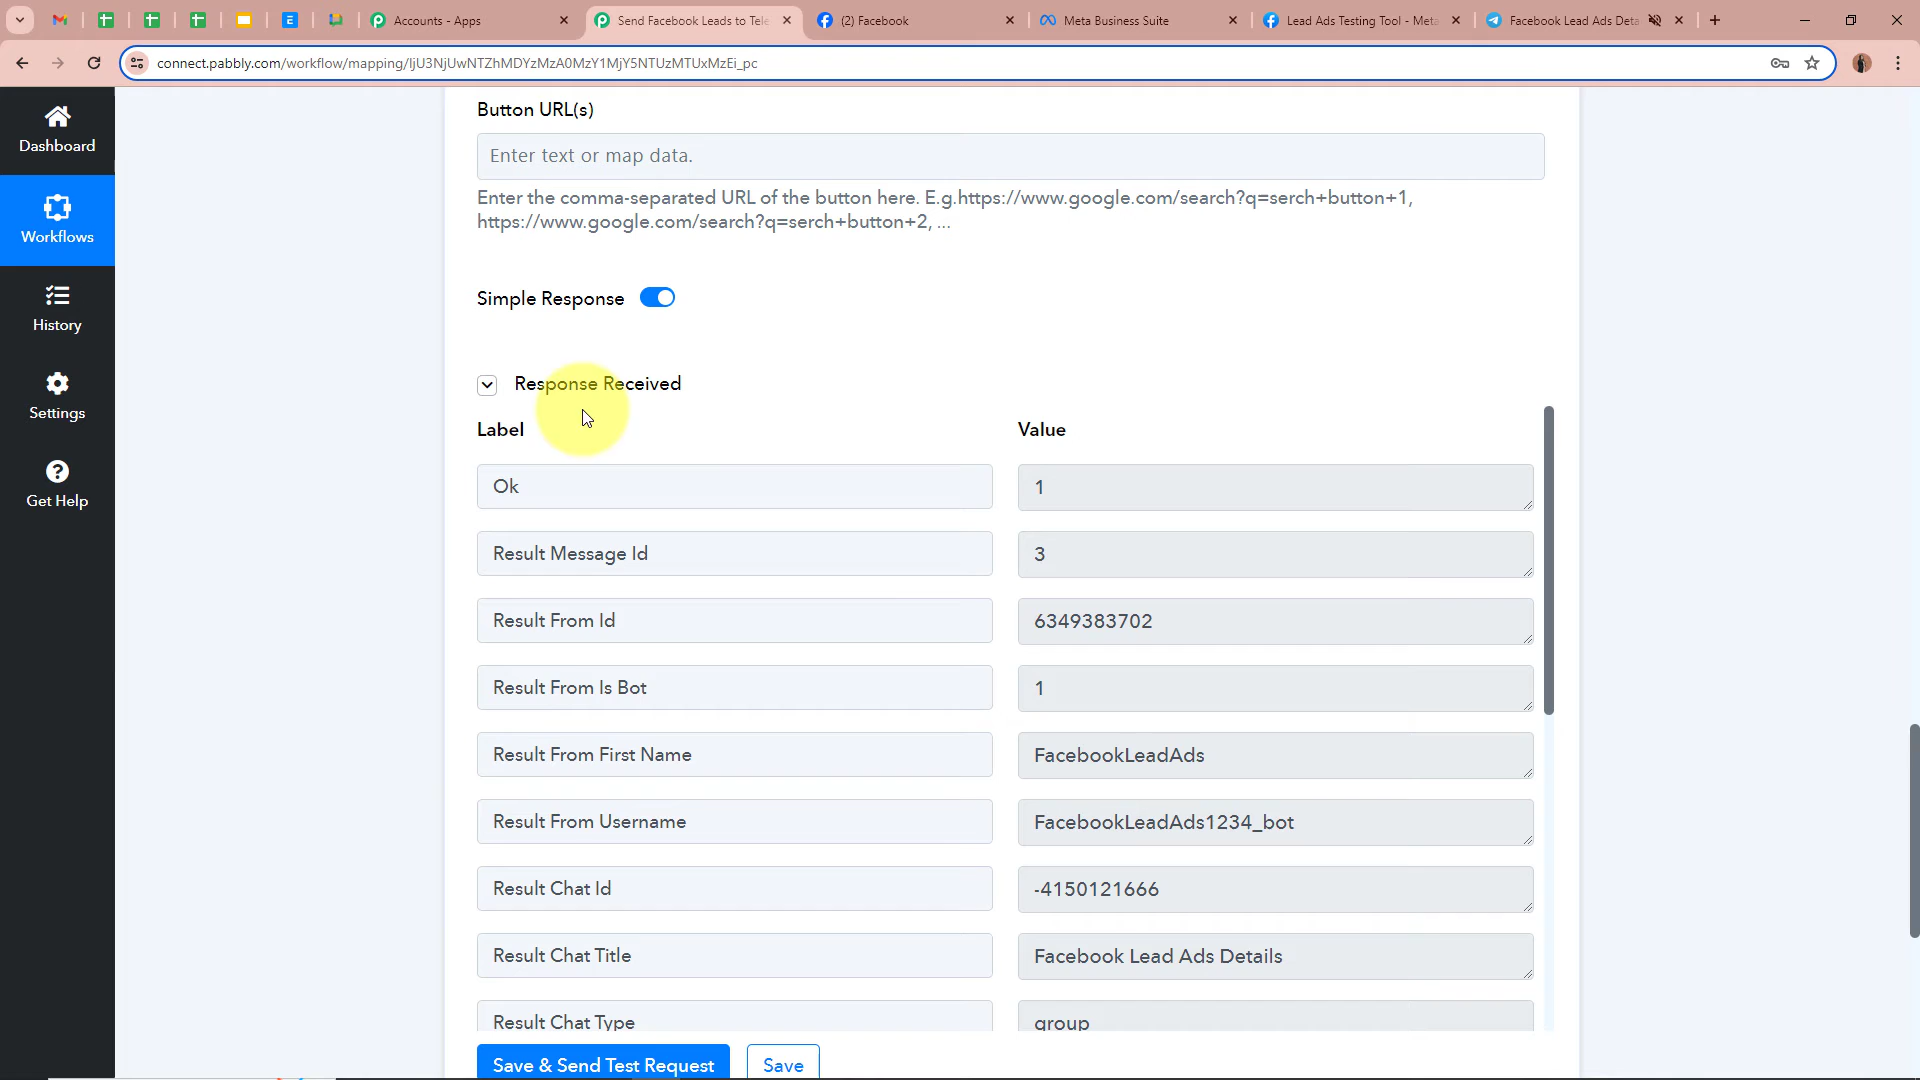 Accounts - Apps
Send Facebook Leads to Tele
(2) Facebook
Meta Business Suite
Lead Ads Testing Tool - Meta
Facebook Lead Ads Deta
connect.pabbly.com/workflow/mapping/IjU3NjUwNTZhMDYzMzA0MzY1MjY5NTUzMTUxMzEi_pc
Dashboard
Workflows
History
Settings
Get Help
Button URL(s)
Enter text or map data.
Enter the comma-separated URL of the button here. E.g.https://www.google.com/search?q=serch+button+1,
https://www.google.com/search?q=serch+button+2, ...
Simple Response
Response Received
Label Value
Ok 1
Result Message Id 3
Result From Id 6349383702
Result From Is Bot 1
Result From First Name FacebookLeadAds
Result From Username FacebookLeadAds1234_bot
Result Chat Id -4150121666
Result Chat Title Facebook Lead Ads Details
Result Chat Type group
Save & Send Test Request Save